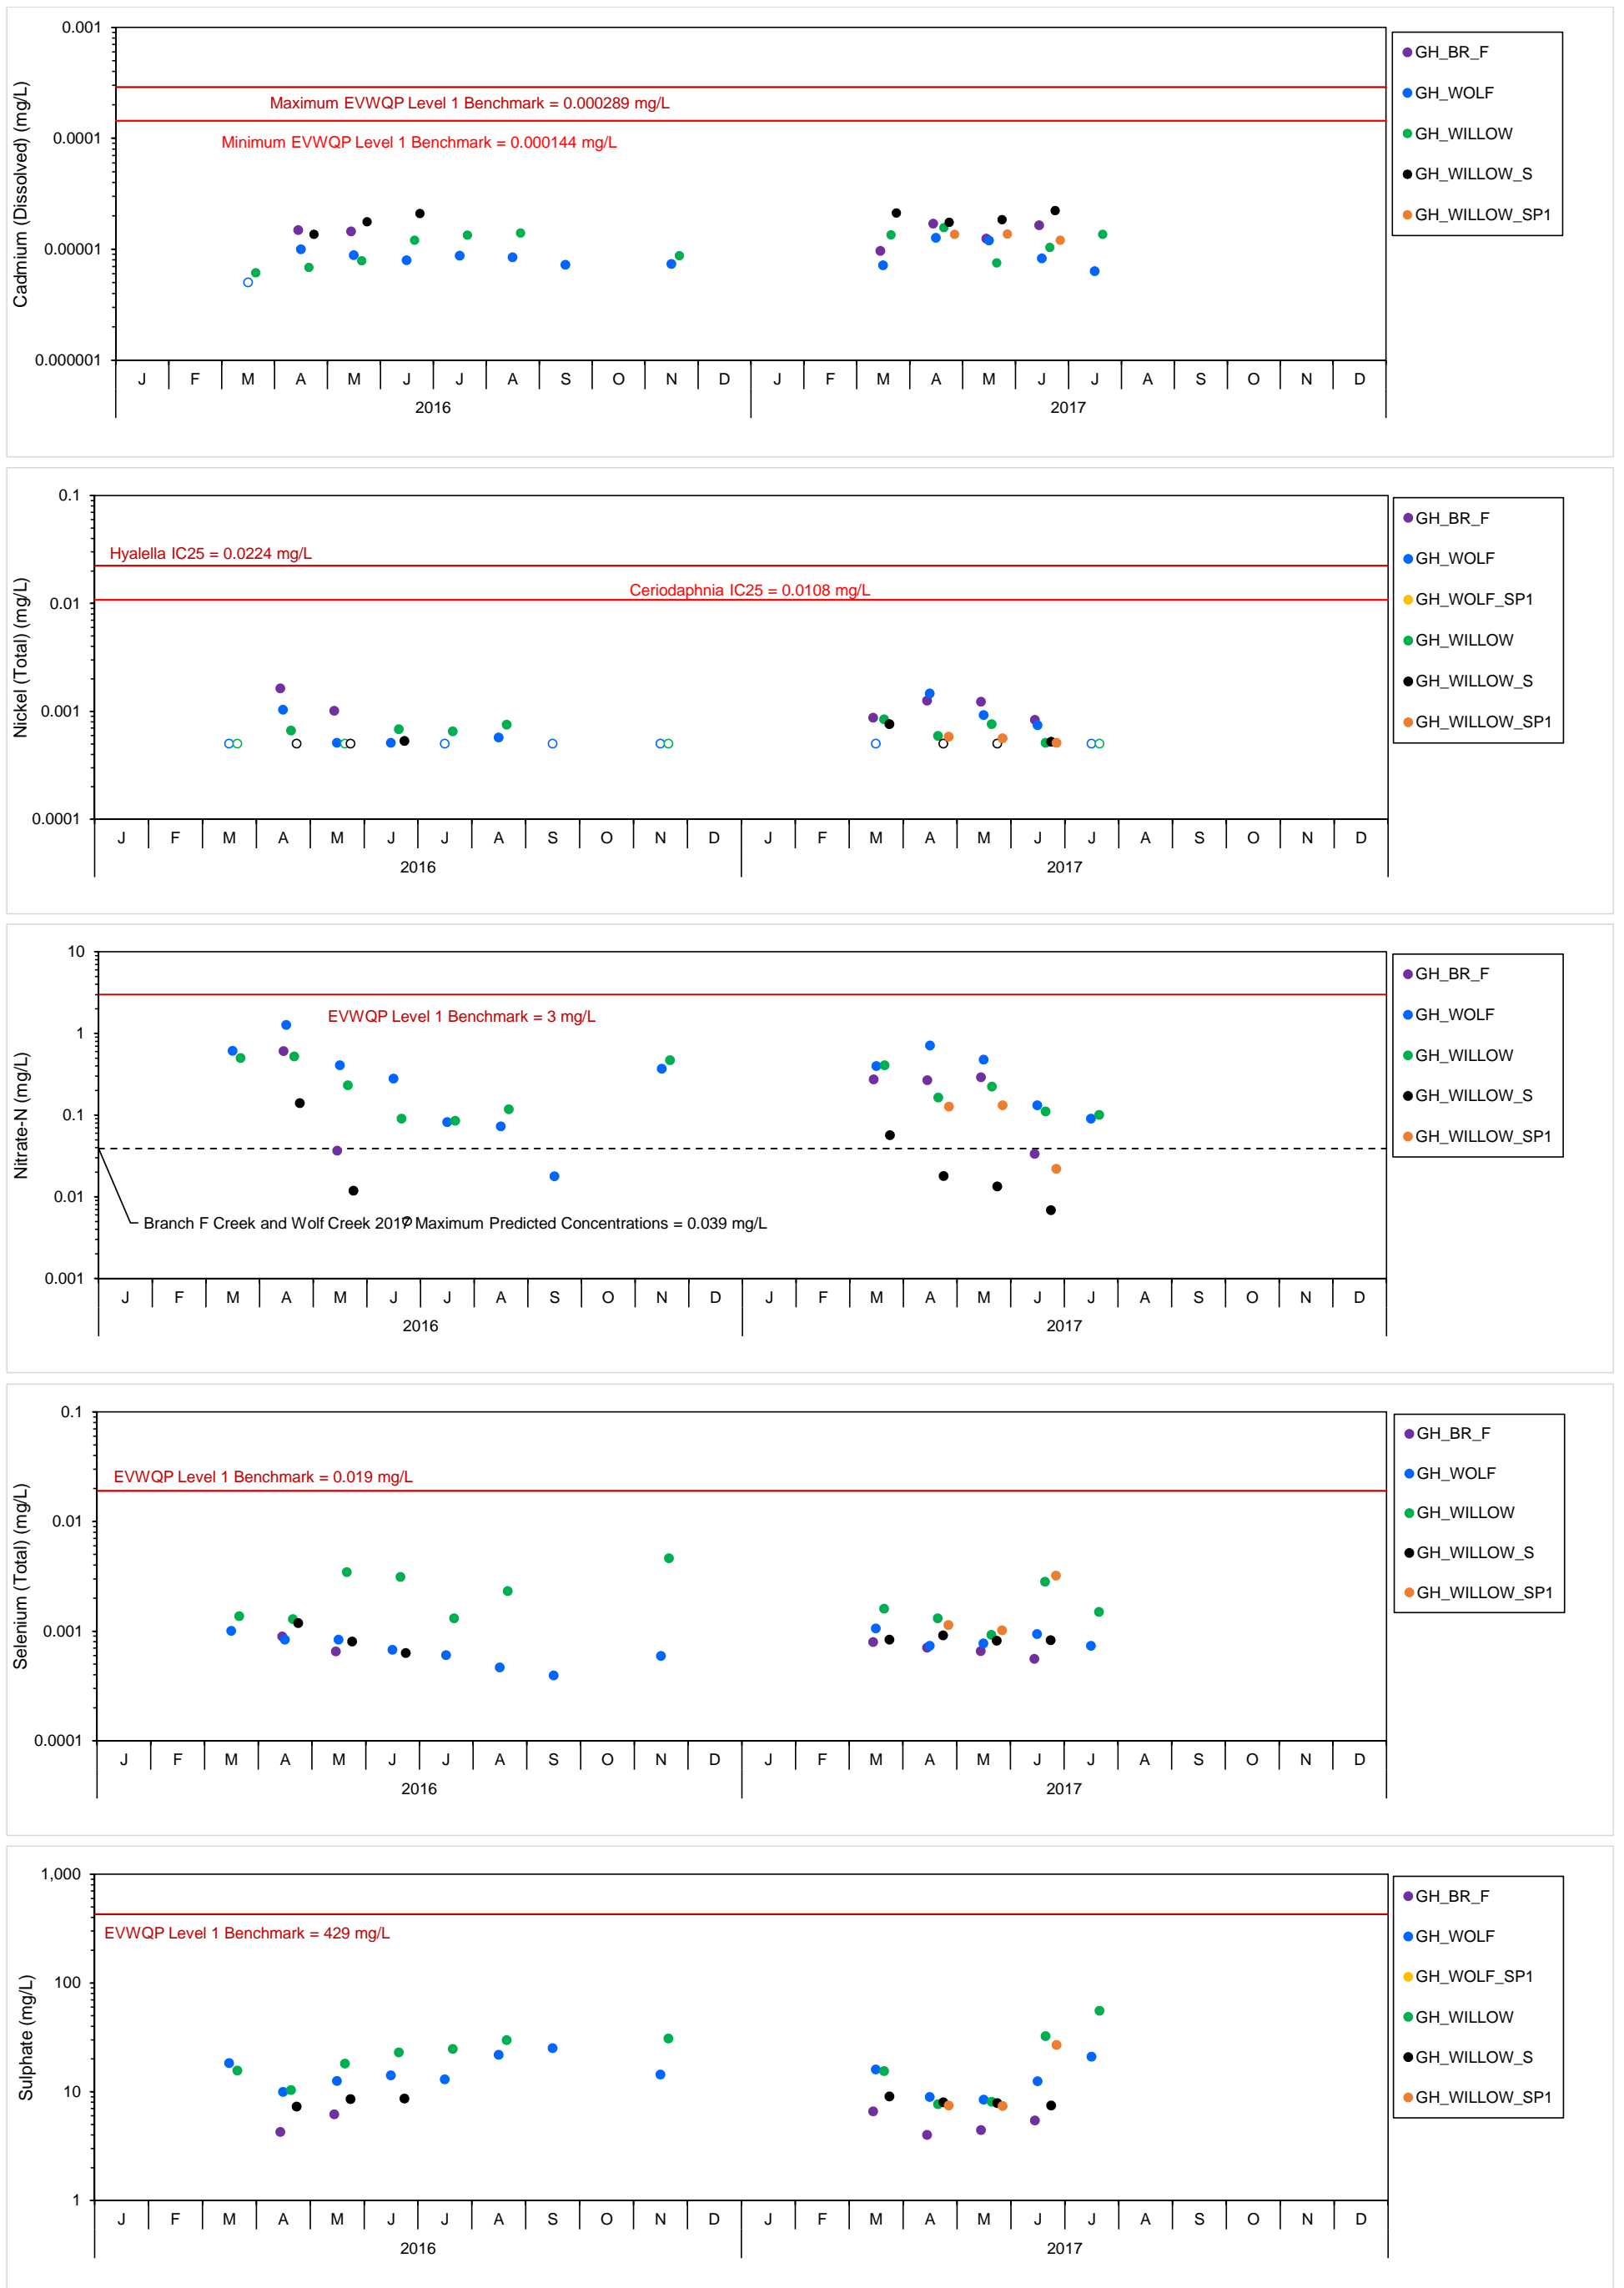 0.001
Maximum EVWQP Level 1 Benchmark = 0.000289 mg/L
0.0001
Minimum EVWQP Level 1 Benchmark = 0.000144 mg/L
0.00001
0.000001
Cadmium (Dissolved) (mg/L)
J F M A M J J A S O N D J F M A M J J A S O N D
2016 2017
GH_BR_F
GH_WOLF
GH_WILLOW
GH_WILLOW_S
GH_WILLOW_SP1
0.1
Hyalella IC25 = 0.0224 mg/L
Ceriodaphnia IC25 = 0.0108 mg/L
0.01
0.001
0.0001
Nickel (Total) (mg/L)
J F M A M J J A S O N D J F M A M J J A S O N D
2016 2017
GH_BR_F
GH_WOLF
GH_WOLF_SP1
GH_WILLOW
GH_WILLOW_S
GH_WILLOW_SP1
10
EVWQP Level 1 Benchmark = 3 mg/L
1
0.1
0.01
Branch F Creek and Wolf Creek 2017 Maximum Predicted Concentrations = 0.039 mg/L
0.001
Nitrate-N (mg/L)
J F M A M J J A S O N D J F M A M J J A S O N D
2016 2017
GH_BR_F
GH_WOLF
GH_WILLOW
GH_WILLOW_S
GH_WILLOW_SP1
0.1
EVWQP Level 1 Benchmark = 0.019 mg/L
0.01
0.001
0.0001
Selenium (Total) (mg/L)
J F M A M J J A S O N D J F M A M J J A S O N D
2016 2017
GH_BR_F
GH_WOLF
GH_WILLOW
GH_WILLOW_S
GH_WILLOW_SP1
1,000
EVWQP Level 1 Benchmark = 429 mg/L
100
10
1
Sulphate (mg/L)
J F M A M J J A S O N D J F M A M J J A S O N D
2016 2017
GH_BR_F
GH_WOLF
GH_WOLF_SP1
GH_WILLOW
GH_WILLOW_S
GH_WILLOW_SP1